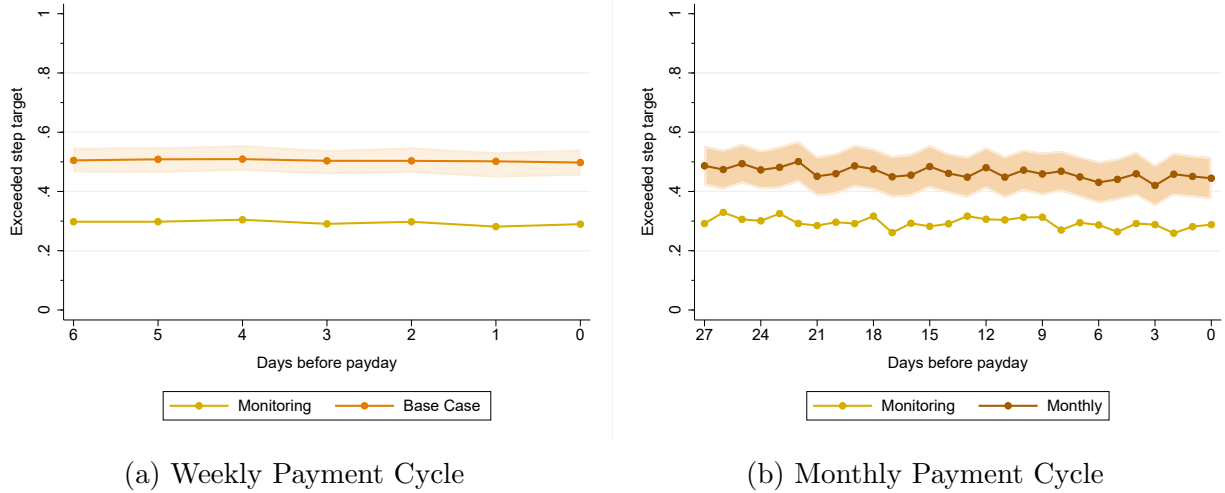 Exceeded step target
1
.8
.6
.4
.2
0
6 5 4 3 2 1 0
Days before payday
Monitoring Base Case
(a) Weekly Payment Cycle
Exceeded step target
1
.8
.6
.4
.2
0
27 24 21 18 15 12 9 6 3 0
Days before payday
Monitoring Monthly
(b) Monthly Payment Cycle